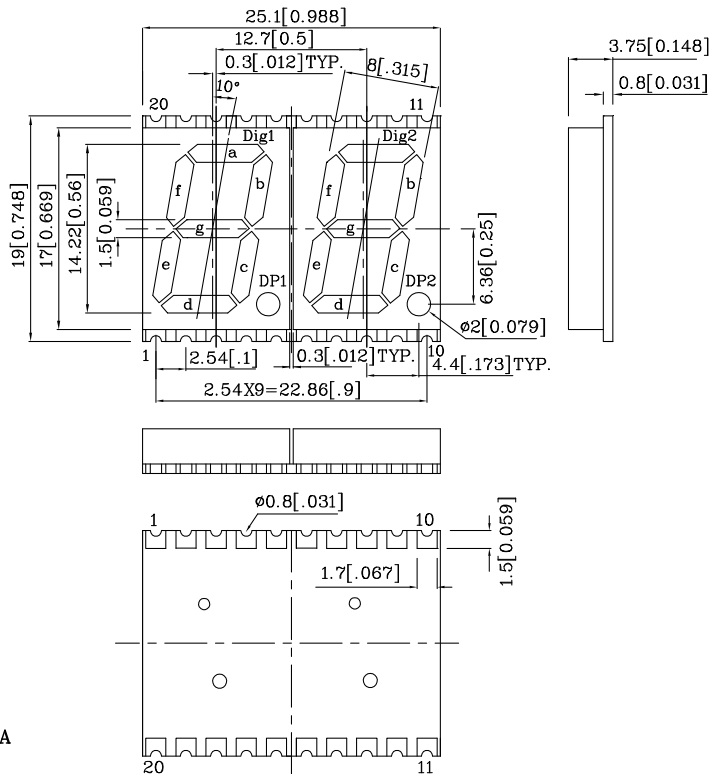 25.1[0.988]
12.7[0.5]
0.3[.012]TYP.
8[.315]
10°
3.75[0.148]
0.8[0.031]
20
11
Dig1
Dig2
a
b
f
g
e
c
d
DP1
b
f
g
e
c
d
DP2
19[0.748]
17[0.669]
14.22[0.56]
1.5[0.059]
6.36[0.25]
ø2[0.079]
1
10
2.54[.1]
0.3[.012]TYP.
4.4[.173]TYP.
2.54X9=22.86[.9]
ø0.8[.031]
1
10
1.7[.067]
1.5[0.059]
A
20
11